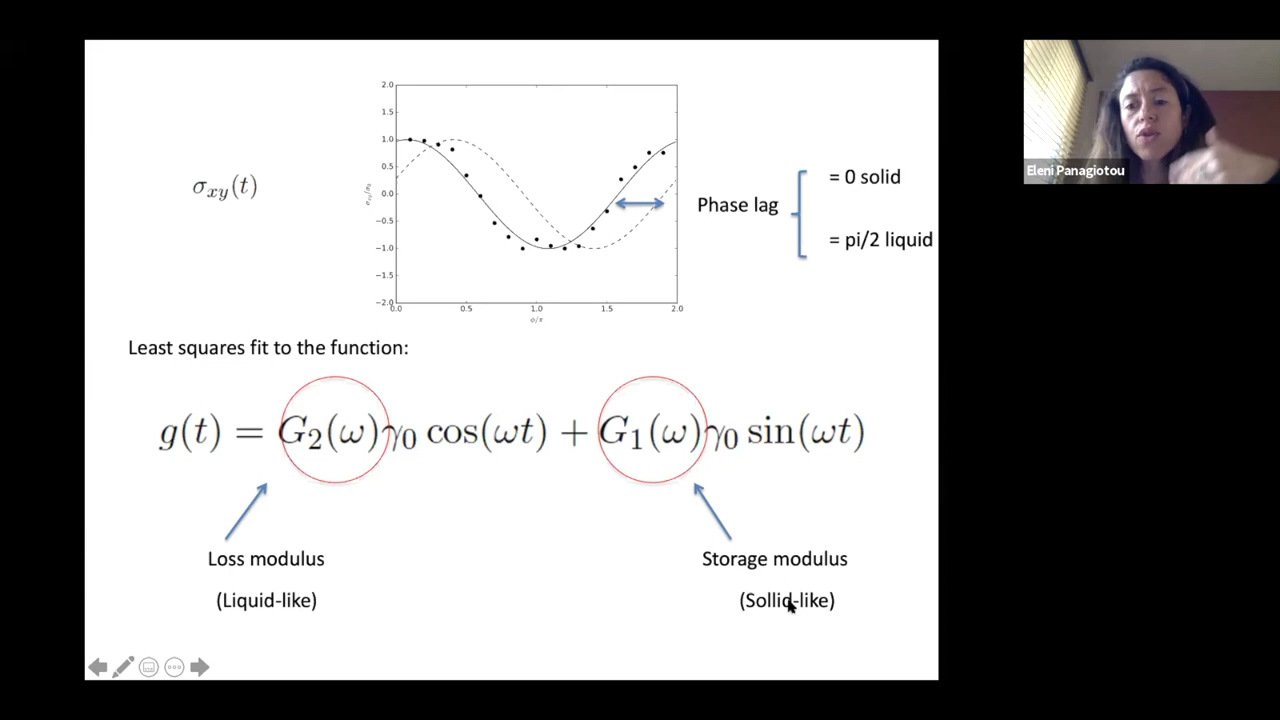 σxy(t)
2.0
1.5
1.0
0.5
0.0
−0.5
−1.0
−1.5
−2.0
0.0 0.5 1.0 1.5 2.0
ϕ/π
Phase lag
= 0 solid
= pi/2 liquid
Eleni Panagiotou
Least squares fit to the function:
g(t) = G₂(ω)γ₀ cos(ωt) + G₁(ω)γ₀ sin(ωt)
Loss modulus
(Liquid-like)
Storage modulus
(Sollid-like)